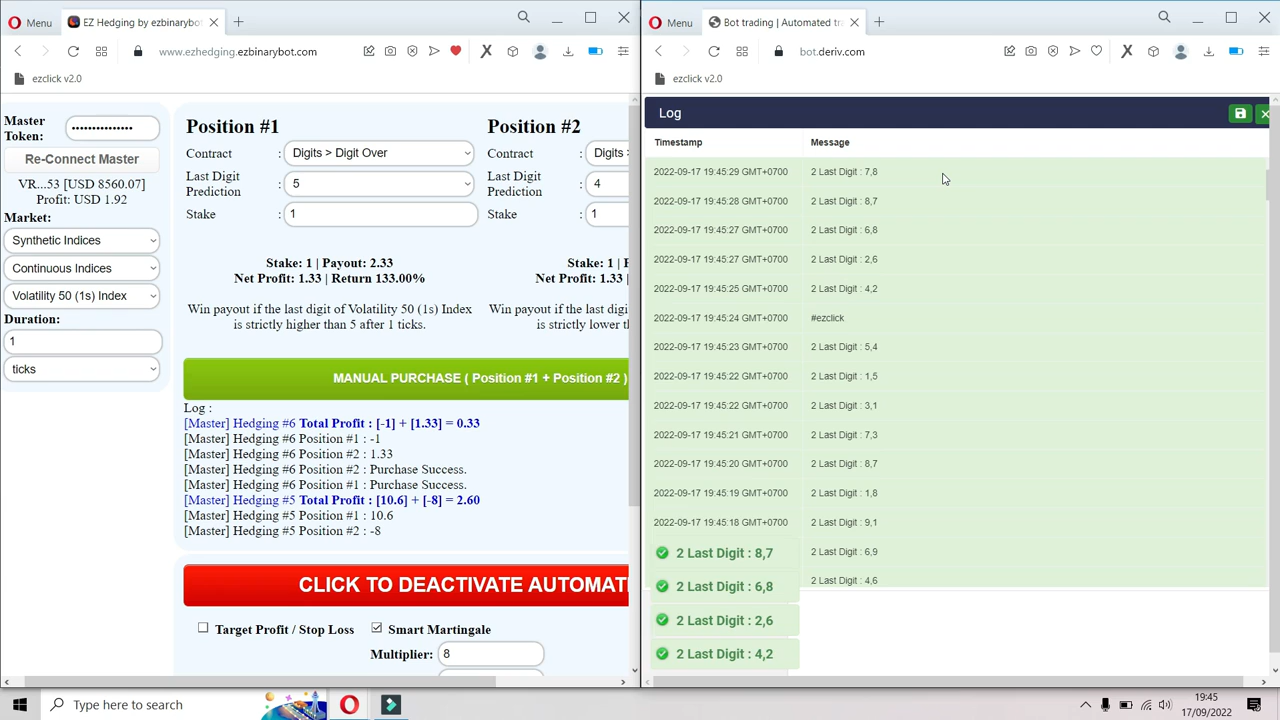 Menu
EZ Hedging by ezbinarybot
www.ezhedging.ezbinarybot.com
ezclick v2.0
Master Token:
••••••••••••••
Re-Connect Master
VR...53 [USD 8560.07]
Profit: USD 1.92
Market:
Synthetic Indices
Continuous Indices
Volatility 50 (1s) Index
Duration:
1
ticks
Position #1
Contract : Digits > Digit Over
Last Digit Prediction : 5
Stake : 1
Stake: 1 | Payout: 2.33
Net Profit: 1.33 | Return 133.00%
Win payout if the last digit of Volatility 50 (1s) Index
is strictly higher than 5 after 1 ticks.
Position #2
Contract : Digits
Last Digit Prediction : 4
Stake : 1
Stake: 1 |
Net Profit: 1.33
Win payout if the last dig
is strictly lower th
MANUAL PURCHASE ( Position #1 + Position #2 )
Log :
[Master] Hedging #6 Total Profit : [-1] + [1.33] = 0.33
[Master] Hedging #6 Position #1 : -1
[Master] Hedging #6 Position #2 : 1.33
[Master] Hedging #6 Position #2 : Purchase Success.
[Master] Hedging #6 Position #1 : Purchase Success.
[Master] Hedging #5 Total Profit : [10.6] + [-8] = 2.60
[Master] Hedging #5 Position #1 : 10.6
[Master] Hedging #5 Position #2 : -8
CLICK TO DEACTIVATE AUTOMAT
Target Profit / Stop Loss
Smart Martingale
Multiplier: 8
Menu
Bot trading | Automated tr
bot.deriv.com
ezclick v2.0
Log
Timestamp Message
2022-09-17 19:45:29 GMT+0700 2 Last Digit : 7,8
2022-09-17 19:45:28 GMT+0700 2 Last Digit : 8,7
2022-09-17 19:45:27 GMT+0700 2 Last Digit : 6,8
2022-09-17 19:45:27 GMT+0700 2 Last Digit : 2,6
2022-09-17 19:45:25 GMT+0700 2 Last Digit : 4,2
2022-09-17 19:45:24 GMT+0700 #ezclick
2022-09-17 19:45:23 GMT+0700 2 Last Digit : 5,4
2022-09-17 19:45:22 GMT+0700 2 Last Digit : 1,5
2022-09-17 19:45:22 GMT+0700 2 Last Digit : 3,1
2022-09-17 19:45:21 GMT+0700 2 Last Digit : 7,3
2022-09-17 19:45:20 GMT+0700 2 Last Digit : 8,7
2022-09-17 19:45:19 GMT+0700 2 Last Digit : 1,8
2022-09-17 19:45:18 GMT+0700 2 Last Digit : 9,1
2 Last Digit : 6,9
2 Last Digit : 4,6
2 Last Digit : 8,7
2 Last Digit : 6,8
2 Last Digit : 2,6
2 Last Digit : 4,2
Type here to search
19:45
17/09/2022